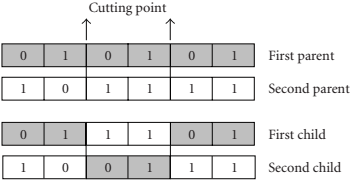 Cutting point
0 1 0 1 0 1 First parent
1 0 1 1 1 1 Second parent
0 1 1 1 0 1 First child
1 0 0 1 1 1 Second child